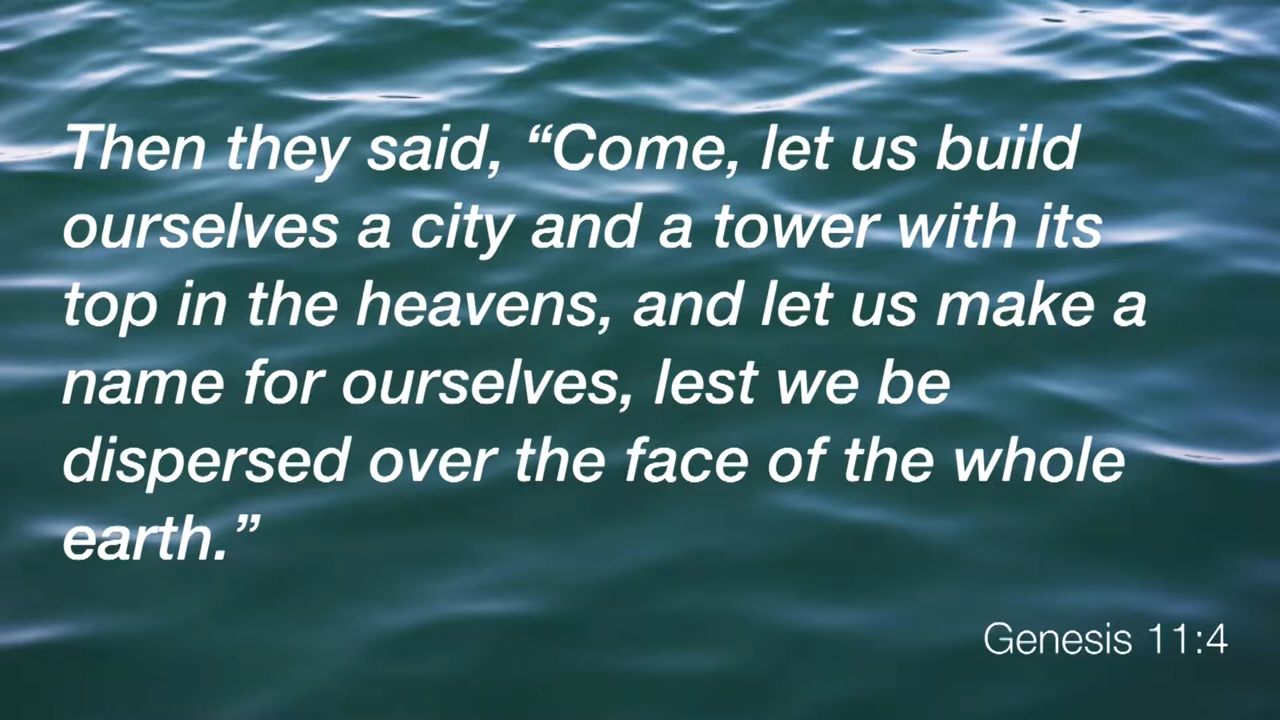 Then they said, “Come, let us build
ourselves a city and a tower with its
top in the heavens, and let us make a
name for ourselves, lest we be
dispersed over the face of the whole
earth.”
Genesis 11:4